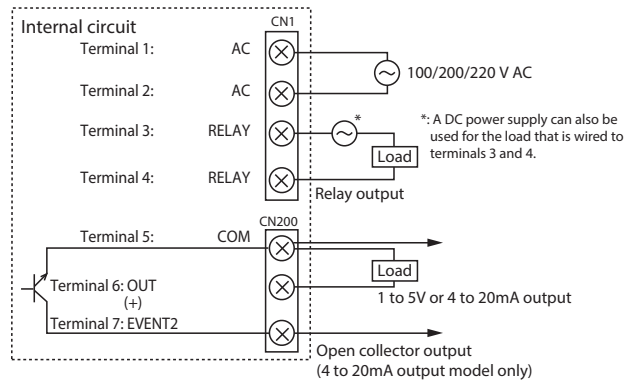 Internal circuit
CN1
Terminal 1: AC
100/200/220 V AC
Terminal 2: AC
Terminal 3: RELAY
*
*: A DC power supply can also be
used for the load that is wired to
terminals 3 and 4.
Load
Terminal 4: RELAY
Relay output
CN200
Terminal 5: COM
Load
Terminal 6: OUT
(+)
1 to 5V or 4 to 20mA output
Terminal 7: EVENT2
Open collector output
(4 to 20mA output model only)